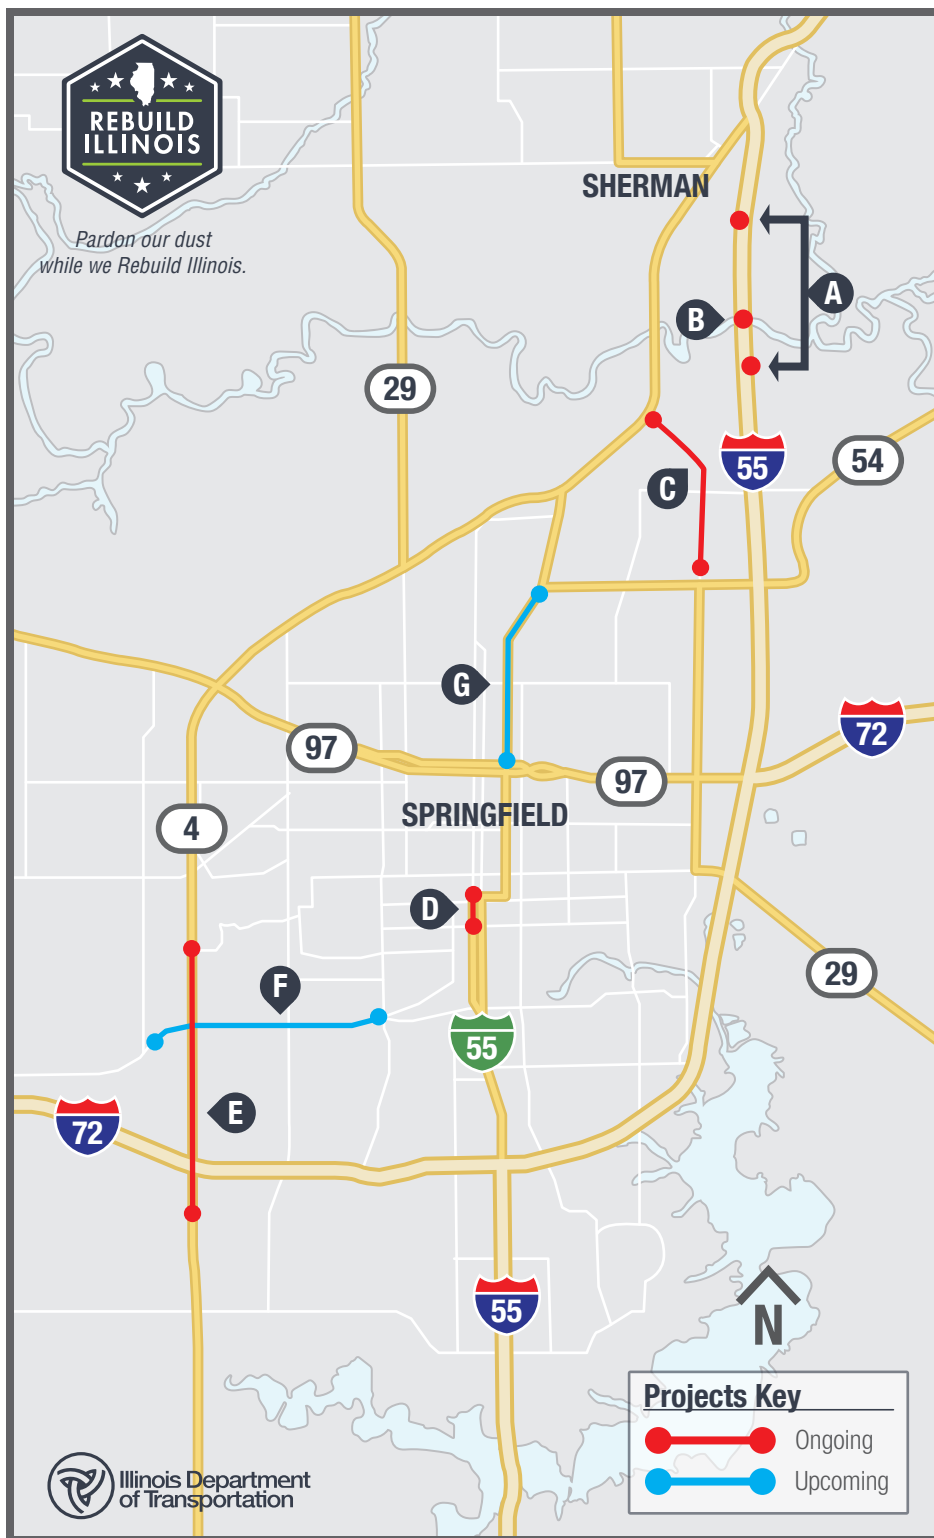 REBUILD
ILLINOIS
Pardon our dust
while we Rebuild Illinois.
SHERMAN
A
B
29
55
54
C
G
72
97
97
SPRINGFIELD
4
D
F
29
55
E
72
55
N
Projects Key
Ongoing
Upcoming
Illinois Department
of Transportation